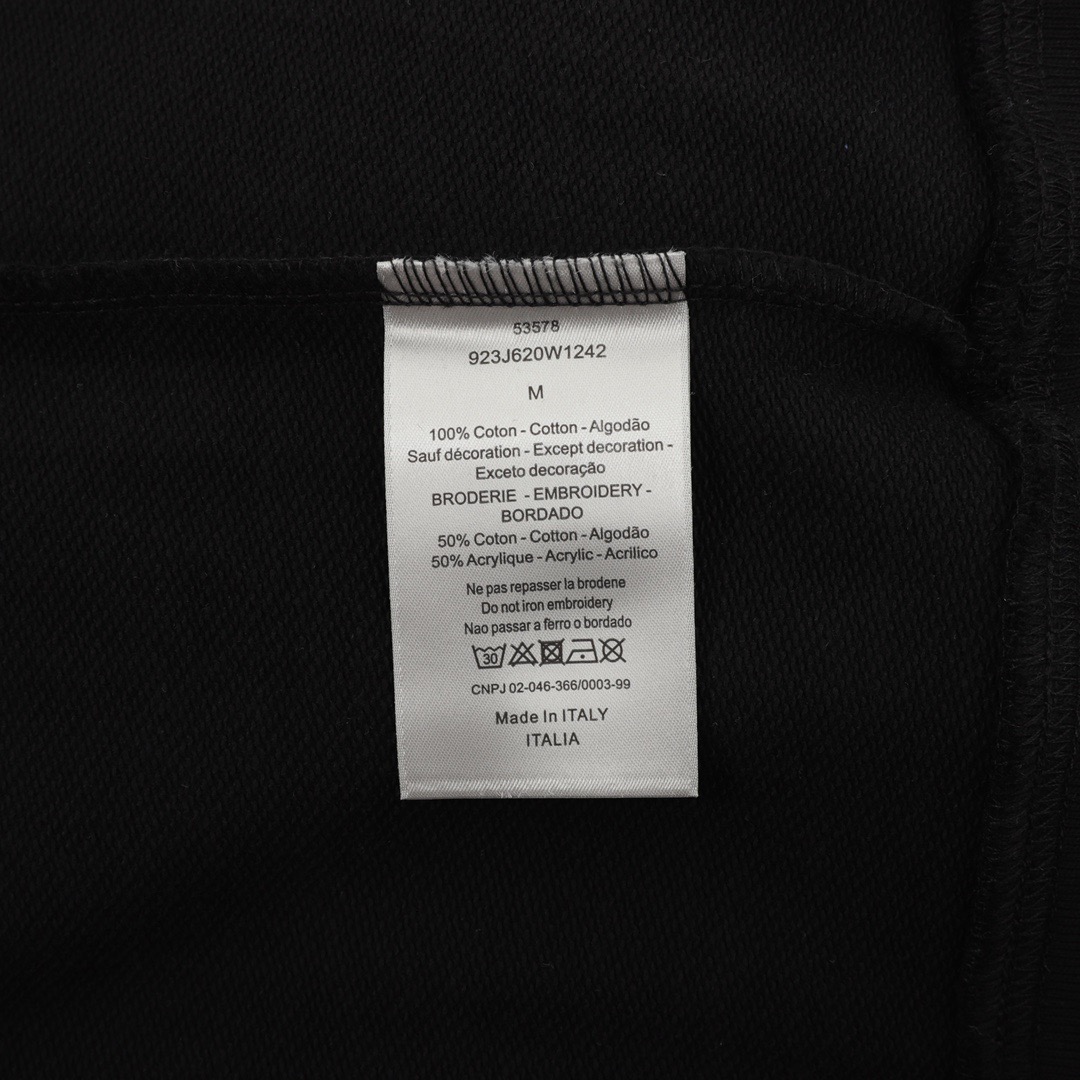 53578
923J620W1242
M
100% Coton - Cotton - Algodão
Sauf décoration - Except decoration -
Exceto decoração
BRODERIE - EMBROIDERY -
BORDADO
50% Coton - Cotton - Algodão
50% Acrylique - Acrylic - Acrilico
Ne pas repasser la brodene
Do not iron embroidery
Nao passar a ferro o bordado
30
CNPJ 02-046-366/0003-99
Made In ITALY
ITALIA